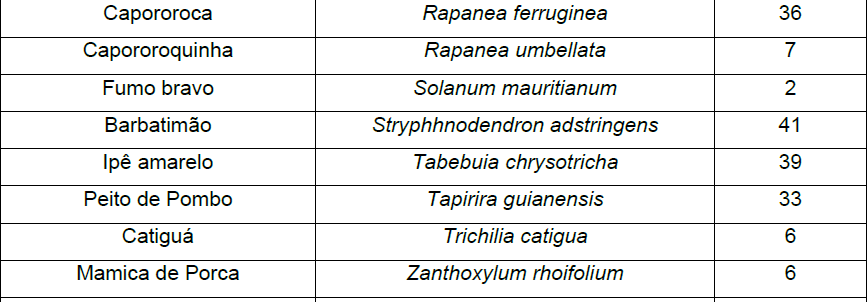 Capororoca Rapanea ferruginea 36
Capororoquinha Rapanea umbellata 7
Fumo bravo Solanum mauritianum 2
Barbatimão Stryphhnodendron adstringens 41
Ipê amarelo Tabebuia chrysotricha 39
Peito de Pombo Tapirira guianensis 33
Catiguá Trichilia catigua 6
Mamica de Porca Zanthoxylum rhoifolium 6